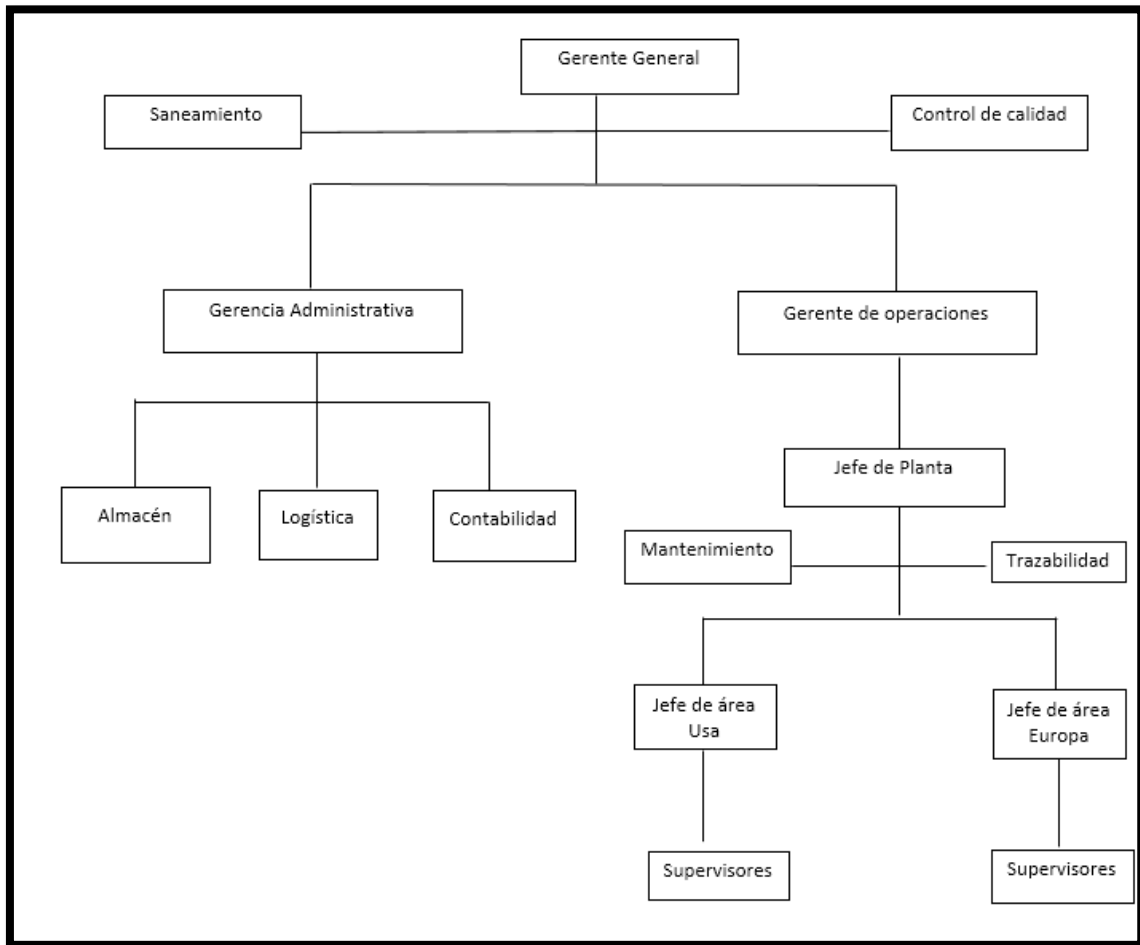 Gerente General
Saneamiento
Control de calidad
Gerencia Administrativa
Gerente de operaciones
Jefe de Planta
Almacén
Logística
Contabilidad
Mantenimiento
Trazabilidad
Jefe de área
Usa
Jefe de área
Europa
Supervisores
Supervisores